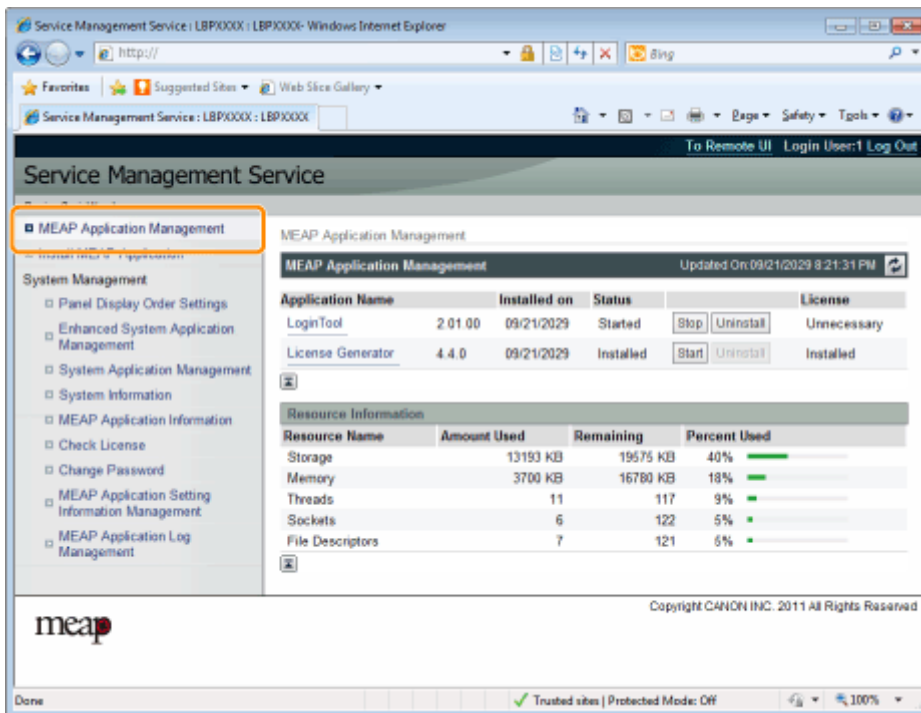 Service Management Service : LBPXXXX : LBPXXXX- Windows Internet Explorer
http://
Bing
Favorites Suggested Sites Web Slice Gallery
Service Management Service : LBPXXXX : LBPXXXX Page Safety Tools
To Remote UI Login User:1 Log Out
Service Management Service
MEAP Application Management
Install MEAP Application
System Management
Panel Display Order Settings
Enhanced System Application
Management
System Application Management
System Information
MEAP Application Information
Check License
Change Password
MEAP Application Setting
Information Management
MEAP Application Log
Management
MEAP Application Management
MEAP Application Management Updated On:09/21/2029 8:21:31 PM
Application Name Installed on Status License
LoginTool 2.01.00 09/21/2029 Started Stop Uninstall Unnecessary
License Generator 4.4.0 09/21/2029 Installed Start Uninstall Installed
Resource Information
Resource Name Amount Used Remaining Percent Used
Storage 13193 KB 19575 KB 40%
Memory 3700 KB 16780 KB 18%
Threads 11 117 9%
Sockets 6 122 5%
File Descriptors 7 121 6%
Copyright CANON INC. 2011 All Rights Reserved
meap
Done Trusted sites | Protected Mode: Off 100%